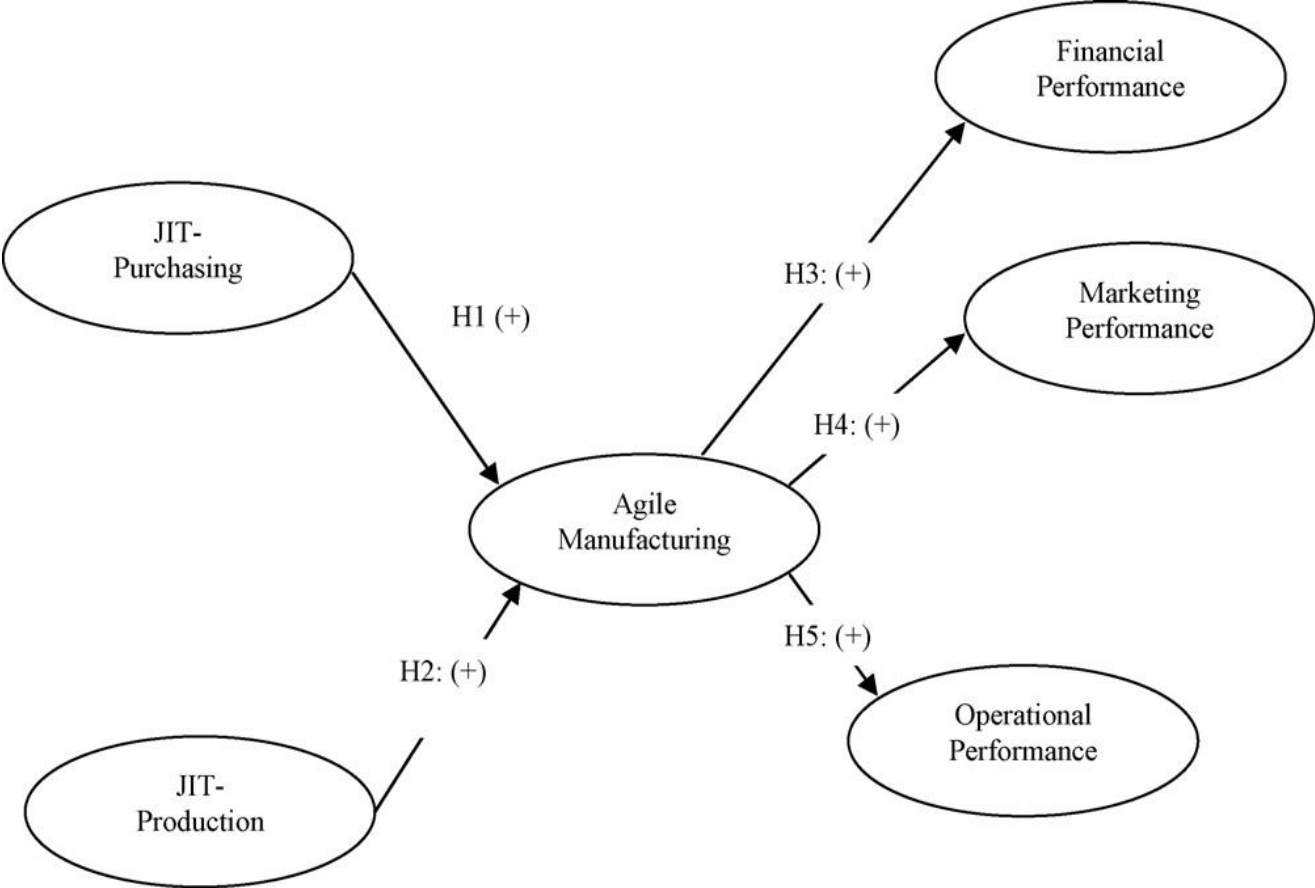 Financial
Performance
JIT-
Purchasing
H3: (+)
Marketing
Performance
H1 (+)
H4: (+)
Agile
Manufacturing
H5: (+)
H2: (+)
Operational
Performance
JIT-
Production